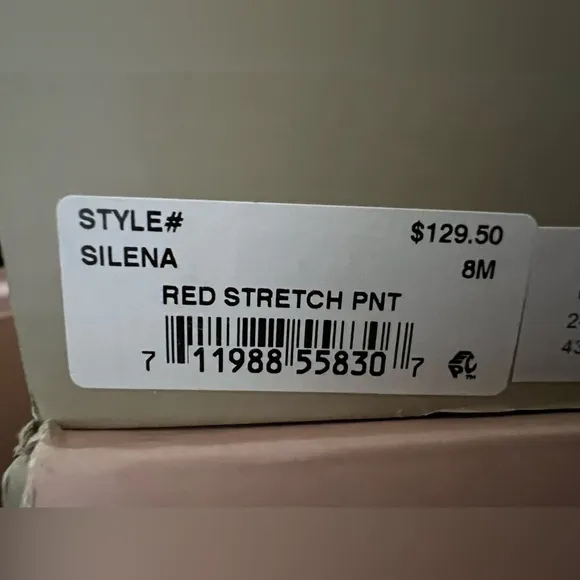 STYLE#
SILENA
$129.50
8M
RED STRETCH PNT
7 11988 55830 7